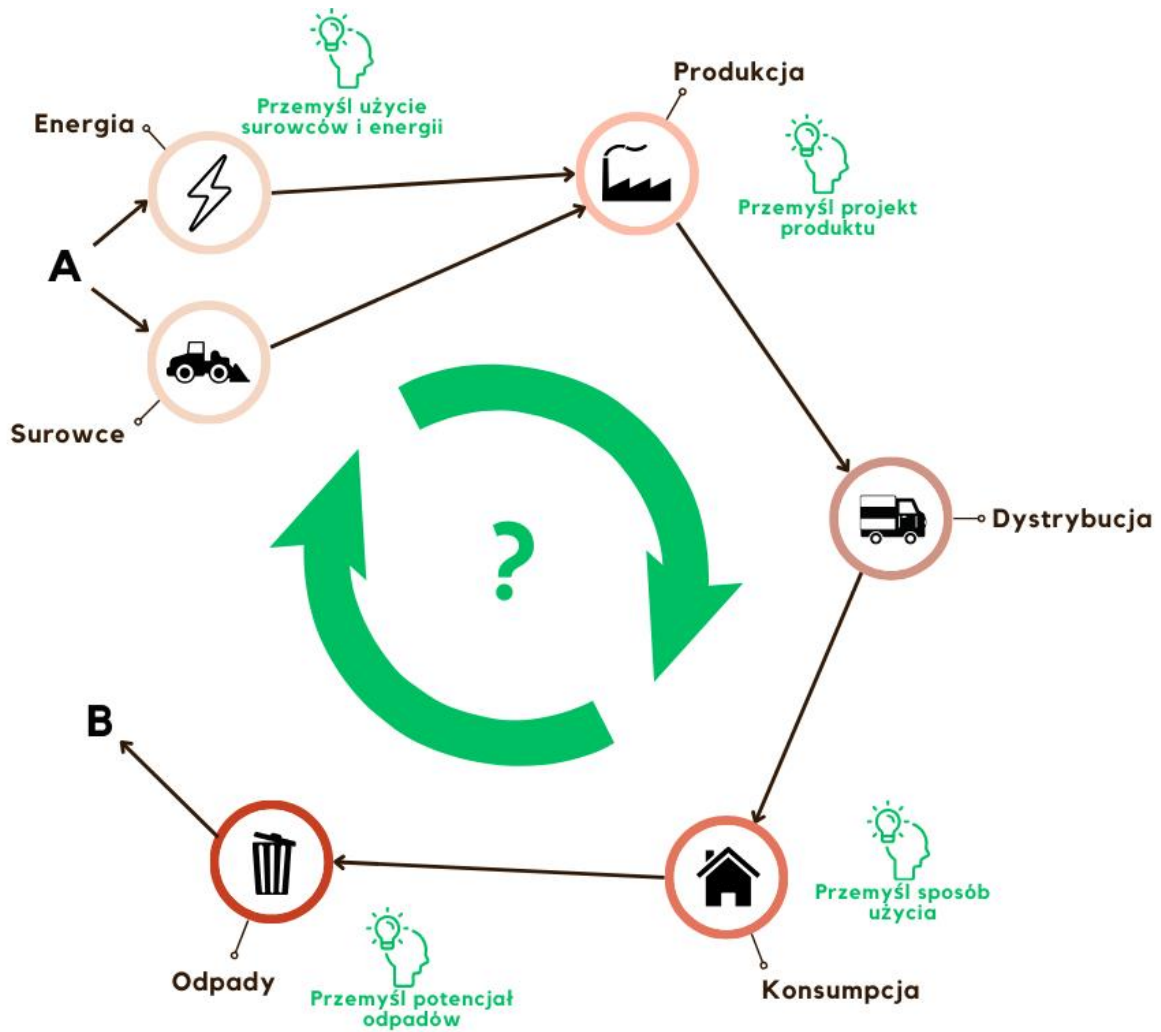 Produkcja
Energia
Przemyśl użycie
surowców i energii
Przemyśl projekt
produktu
A
Surowce
?
Dystrybucja
B
Przemyśl sposób
użycia
Odpady
Przemyśl potencjał
odpadów
Konsumpcja